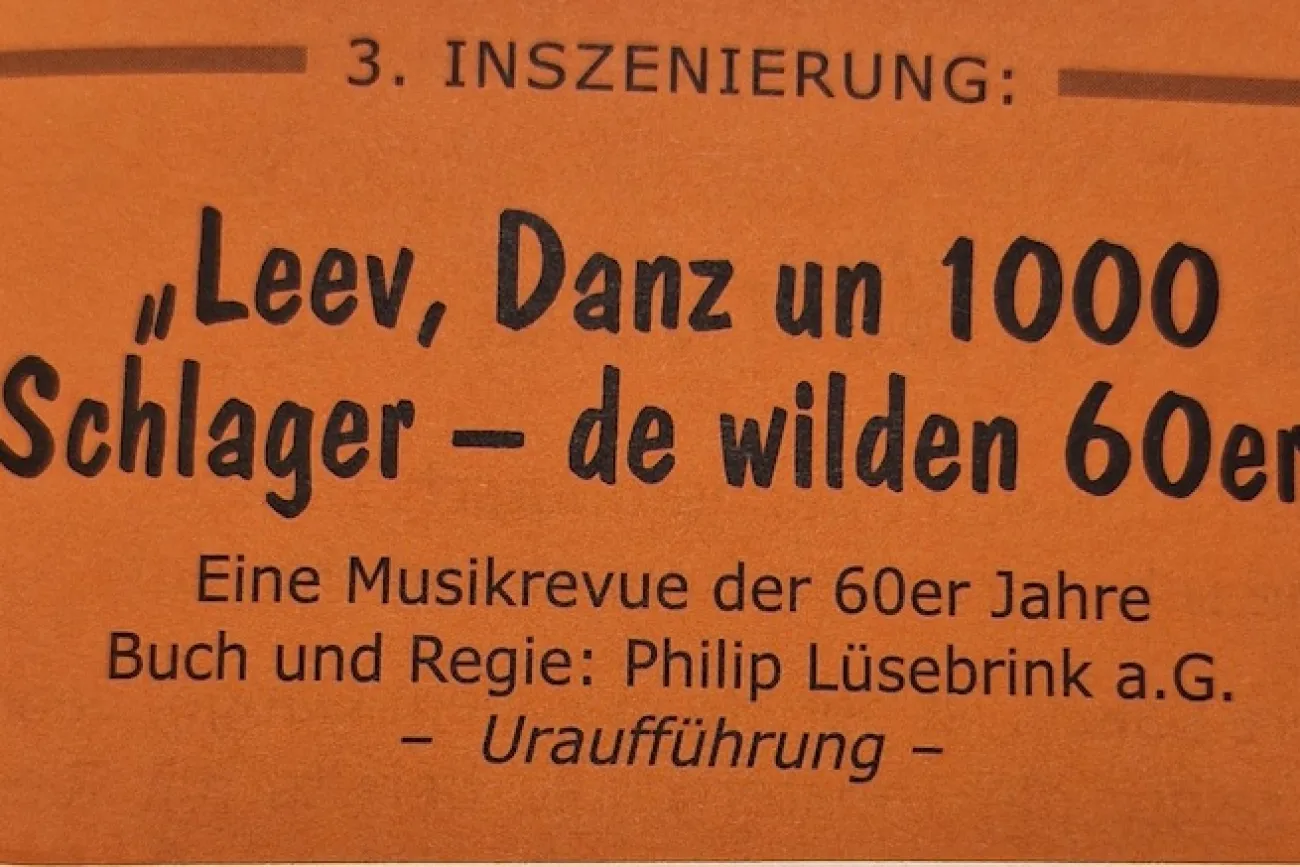 3. INSZENIERUNG:
„Leev, Danz un 1000
Schlager – de wilden 60er
Eine Musikrevue der 60er Jahre
Buch und Regie: Philip Lüsebrink a.G.
– Uraufführung –